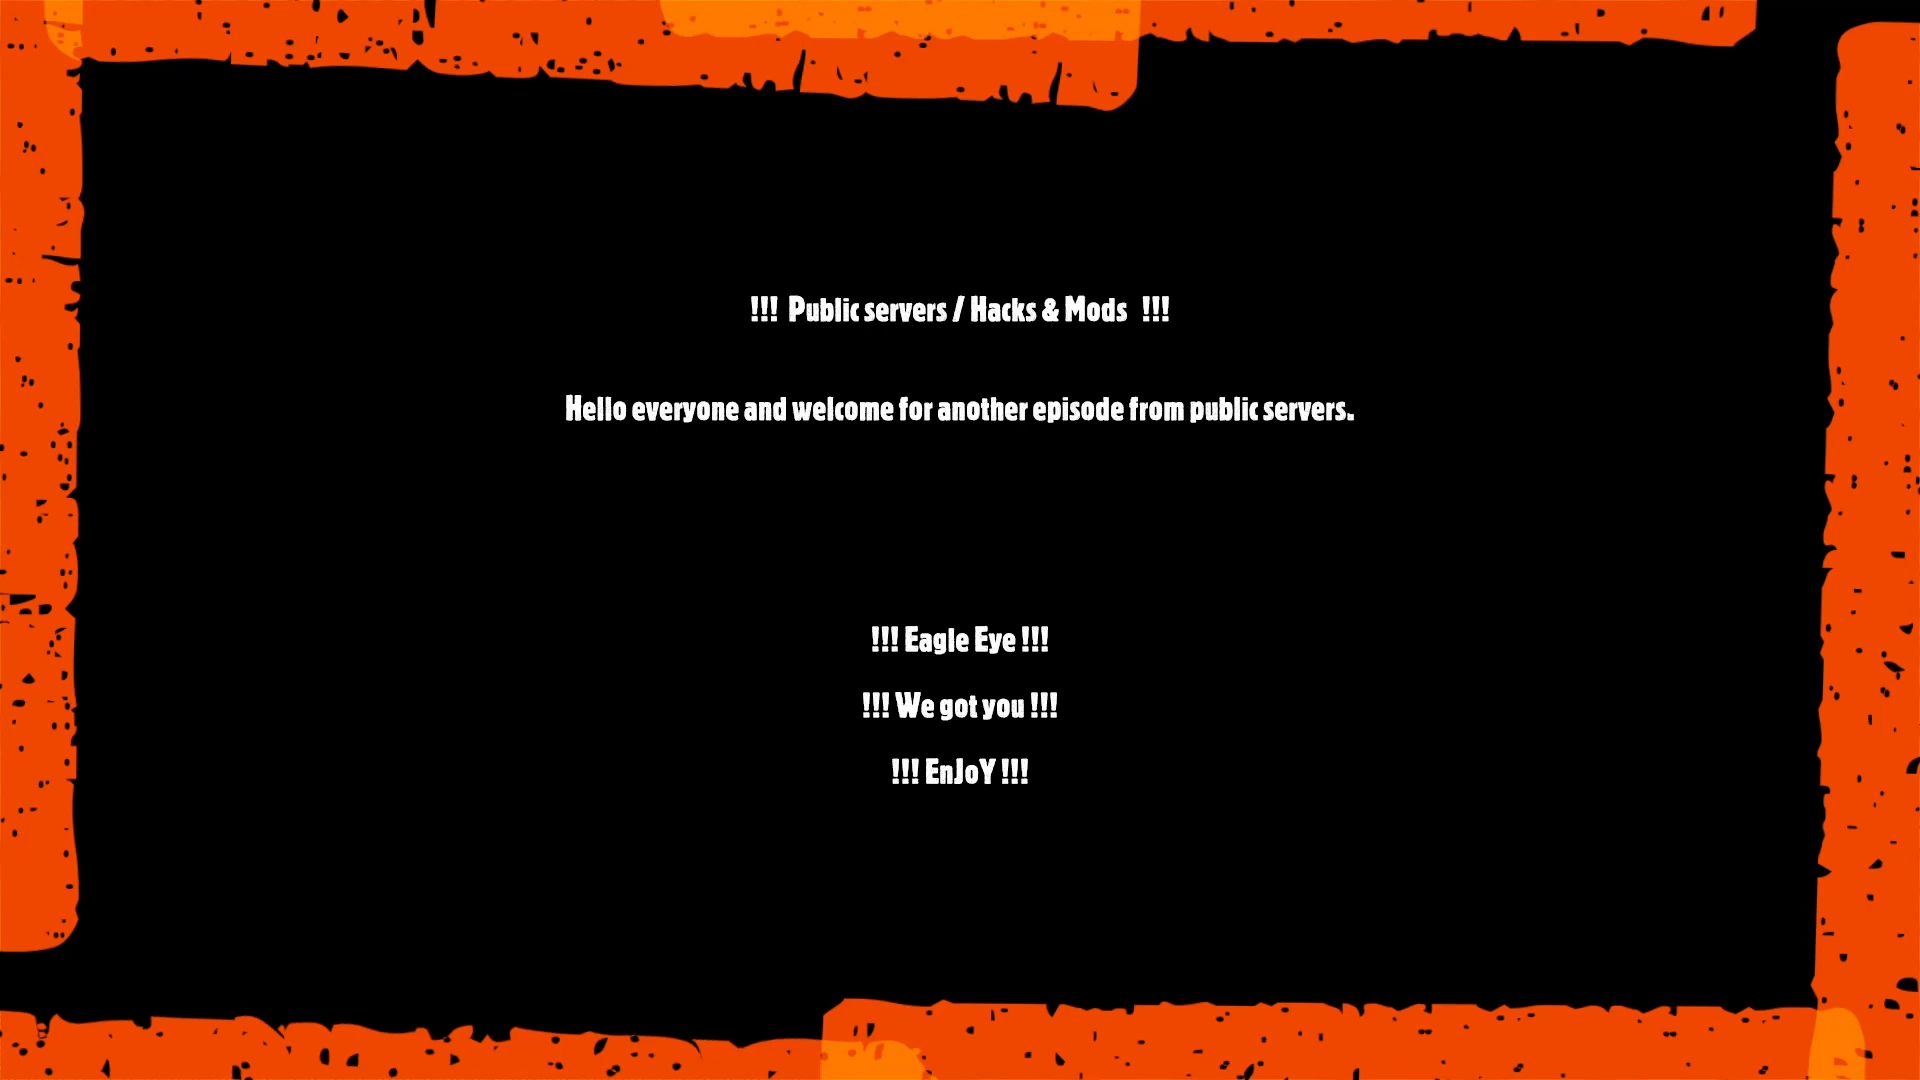 !!! Public servers / Hacks & Mods !!!
Hello everyone and welcome for another episode from public servers.
!!! Eagle Eye !!!
!!! We got you !!!
!!! EnJoY !!!